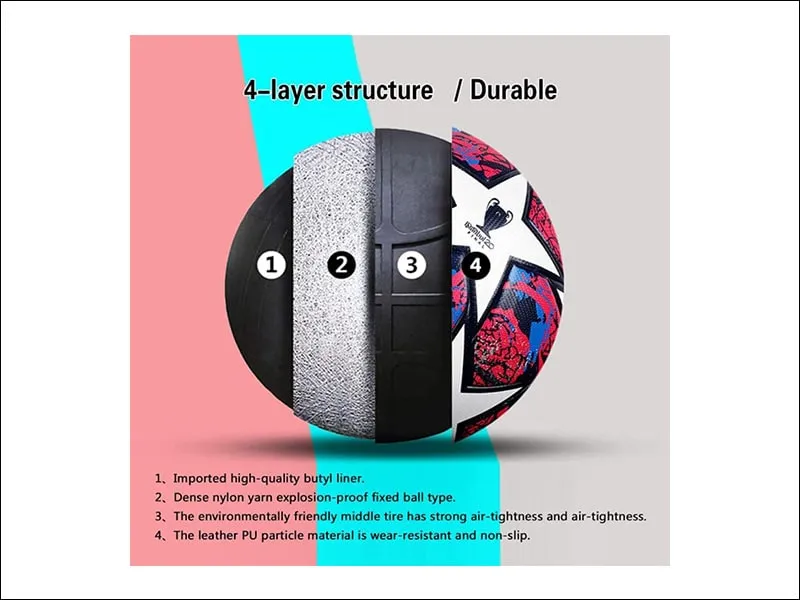 4-layer structure / Durable
1 2 3 4
İstanbul20
FINAL
1、Imported high-quality butyl liner.
2、Dense nylon yarn explosion-proof fixed ball type.
3、The environmentally friendly middle tire has strong air-tightness and air-tightness.
4、The leather PU particle material is wear-resistant and non-slip.